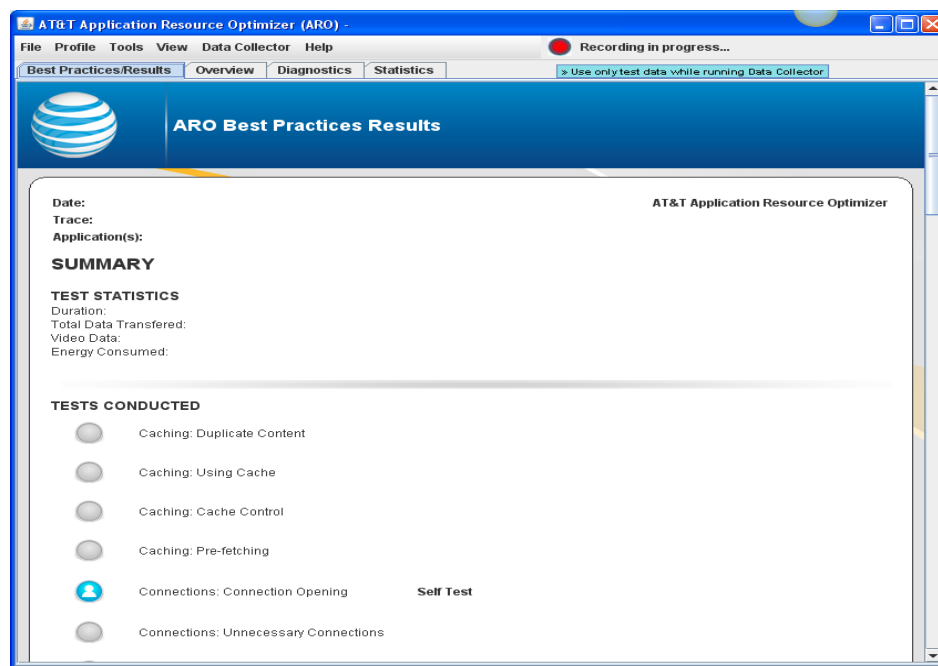 AT&T Application Resource Optimizer (ARO) -
File Profile Tools View Data Collector Help
Recording in progress...
Best Practices/Results Overview Diagnostics Statistics
» Use only test data while running Data Collector
ARO Best Practices Results
Date:
AT&T Application Resource Optimizer
Trace:
Application(s):
SUMMARY
TEST STATISTICS
Duration:
Total Data Transfered:
Video Data:
Energy Consumed:
TESTS CONDUCTED
Caching: Duplicate Content
Caching: Using Cache
Caching: Cache Control
Caching: Pre-fetching
Connections: Connection Opening Self Test
Connections: Unnecessary Connections